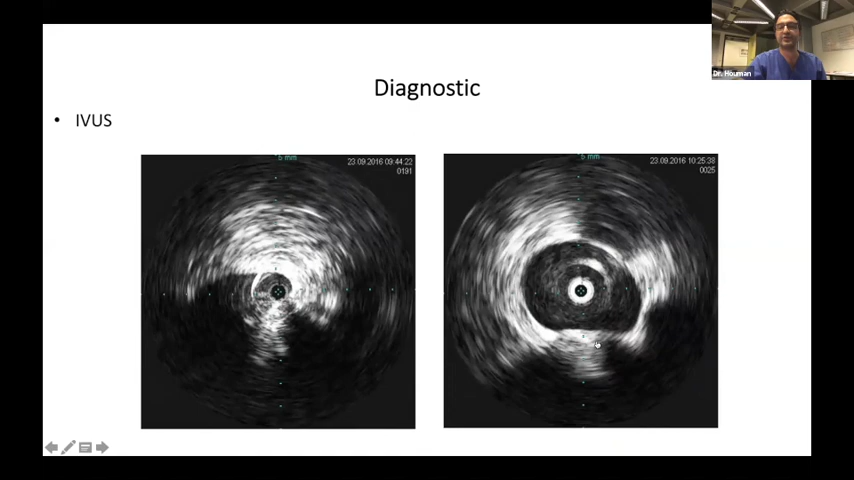 Dr. Houman
Diagnostic
• IVUS
5 mm
23.09.2016 09:44:22
0191
5 mm
23.09.2016 10:25:38
0025